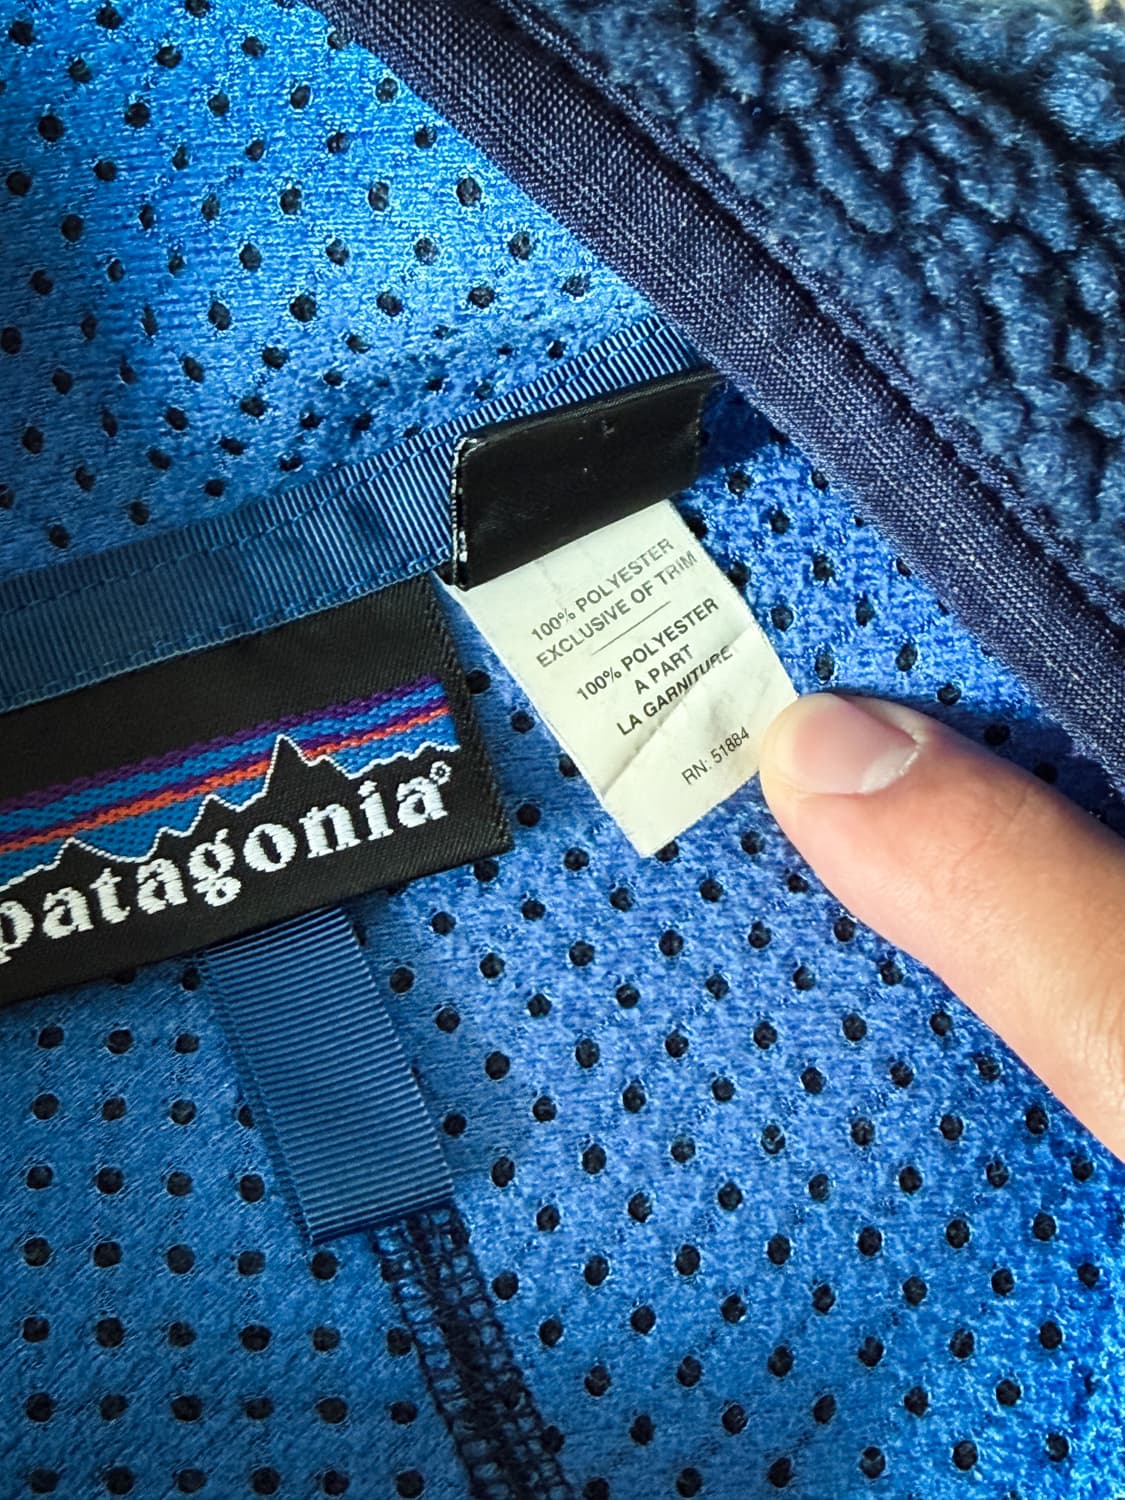 patagonia®
100% POLYESTER
EXCLUSIVE OF TRIM
100% POLYESTER
A PART
LA GARNITURE
RN: 51884